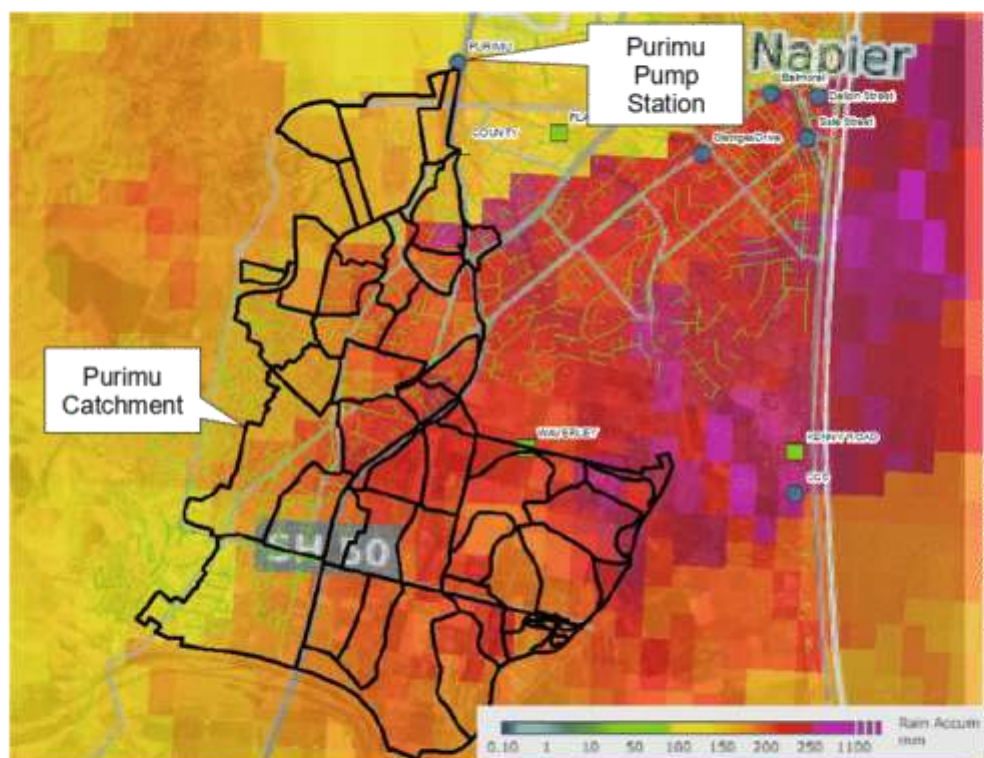 PURIMU
Purimu
Pump
Station
Napier
Balmoral
Dalton Street
Sale Street
COUNTY
Georges Drive
Purimu
Catchment
WAVERLEY
KENNY ROAD
SH 50
Rain Accum
mm
0.10 1 10 50 100 150 200 250 1100